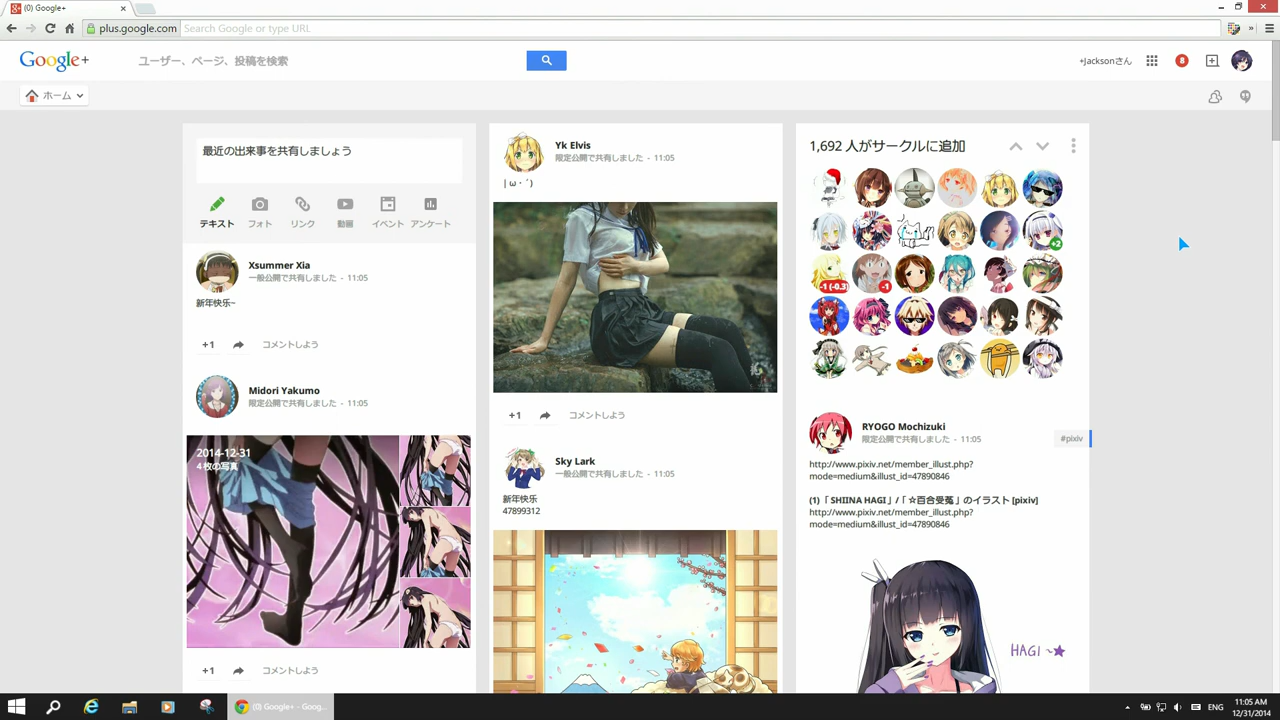 (0) Google+
plus.google.com
Search Google or type URL
Google+
ユーザー、ページ、投稿を検索
+Jacksonさん
8
ホーム
最近の出来事を共有しましょう
テキスト
フォト
リンク
動画
イベント
アンケート
Xsummer Xia
一般公開で共有しました - 11:05
新年快乐~
+1
コメントしよう
Midori Yakumo
限定公開で共有しました - 11:05
2014-12-31
4 枚の写真
+1
コメントしよう
Yk Elvis
限定公開で共有しました - 11:05
| ω・´)
+1
コメントしよう
Sky Lark
一般公開で共有しました - 11:05
新年快乐
47899312
1,692 人がサークルに追加
+2
-1 (-0.3)
-1
RYOGO Mochizuki
限定公開で共有しました - 11:05
#pixiv
http://www.pixiv.net/member_illust.php?
mode=medium&illust_id=47890846
(1)「 SHIINA HAGI」/「 ☆百合受菟 」のイラスト [pixiv]
http://www.pixiv.net/member_illust.php?
mode=medium&illust_id=47890846
HAGI ~★
(0) Google+ - Goog...
ENG
11:05 AM
12/31/2014